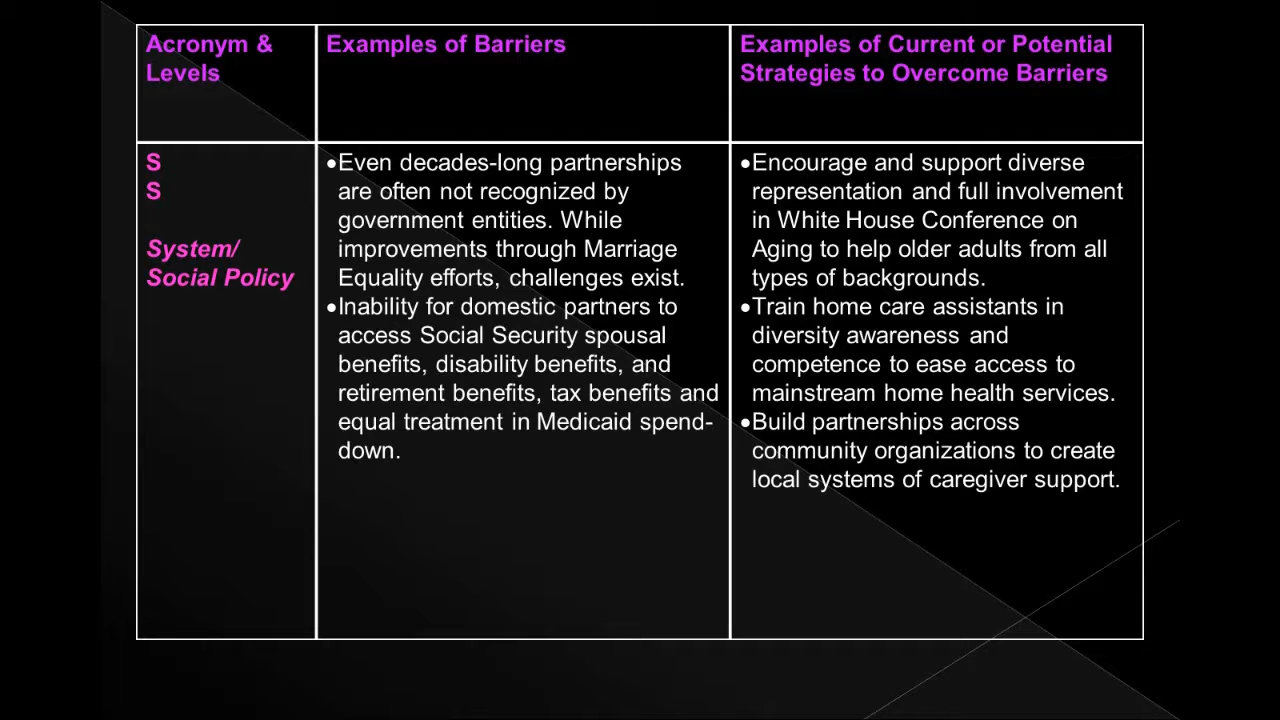 Acronym &
Levels
Examples of Barriers
Examples of Current or Potential
Strategies to Overcome Barriers
S
S
System/
Social Policy
•Even decades-long partnerships
are often not recognized by
government entities. While
improvements through Marriage
Equality efforts, challenges exist.
•Inability for domestic partners to
access Social Security spousal
benefits, disability benefits, and
retirement benefits, tax benefits and
equal treatment in Medicaid spend-
down.
•Encourage and support diverse
representation and full involvement
in White House Conference on
Aging to help older adults from all
types of backgrounds.
•Train home care assistants in
diversity awareness and
competence to ease access to
mainstream home health services.
•Build partnerships across
community organizations to create
local systems of caregiver support.